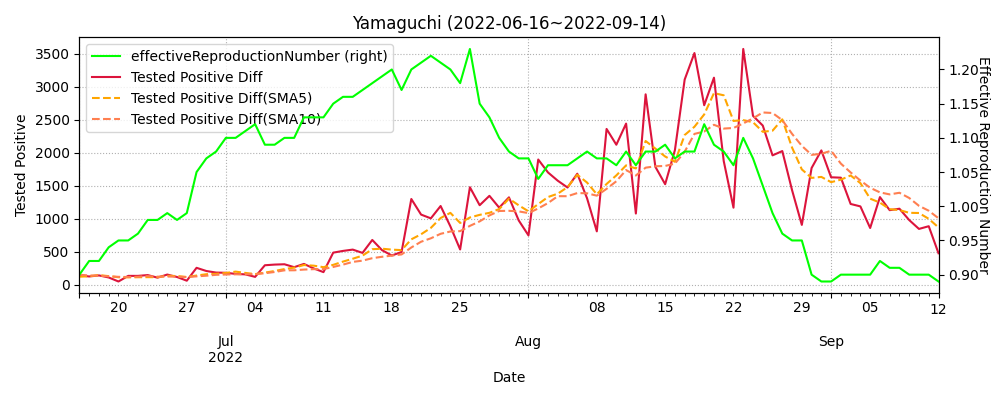 Yamaguchi (2022-06-16~2022-09-14)
effectiveReproductionNumber (right)
Tested Positive Diff
Tested Positive Diff(SMA5)
Tested Positive Diff(SMA10)
Tested Positive
3500
3000
2500
2000
1500
1000
500
0
Effective Reproduction Number
1.20
1.15
1.10
1.05
1.00
0.95
0.90
20 27 04 11 18 25 08 15 22 29 05 12
Jul Aug Sep
2022
Date